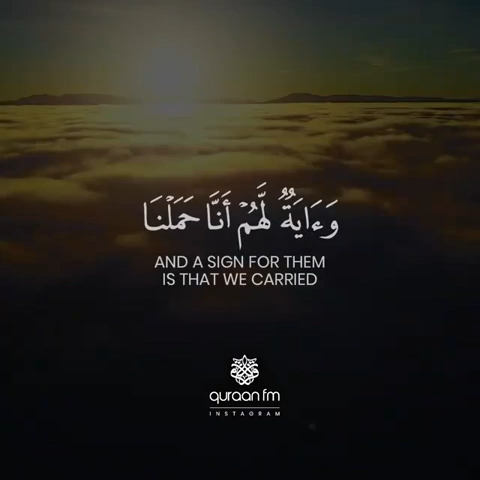 وَءَايَةٌ لَّهُمْ أَنَّا حَمَلْنَا
AND A SIGN FOR THEM
IS THAT WE CARRIED
quraan fm
INSTAGRAM